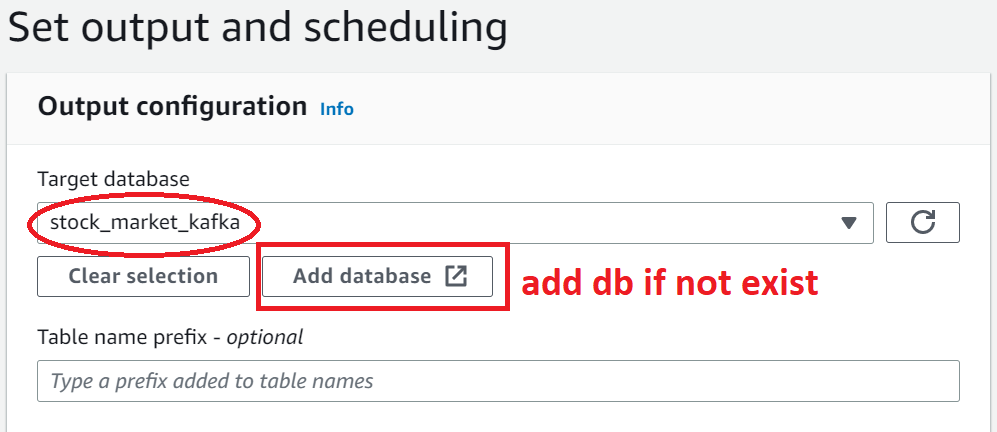 Set output and scheduling
Output configuration Info
Target database
stock_market_kafka
Clear selection Add database add db if not exist
Table name prefix - optional
Type a prefix added to table names